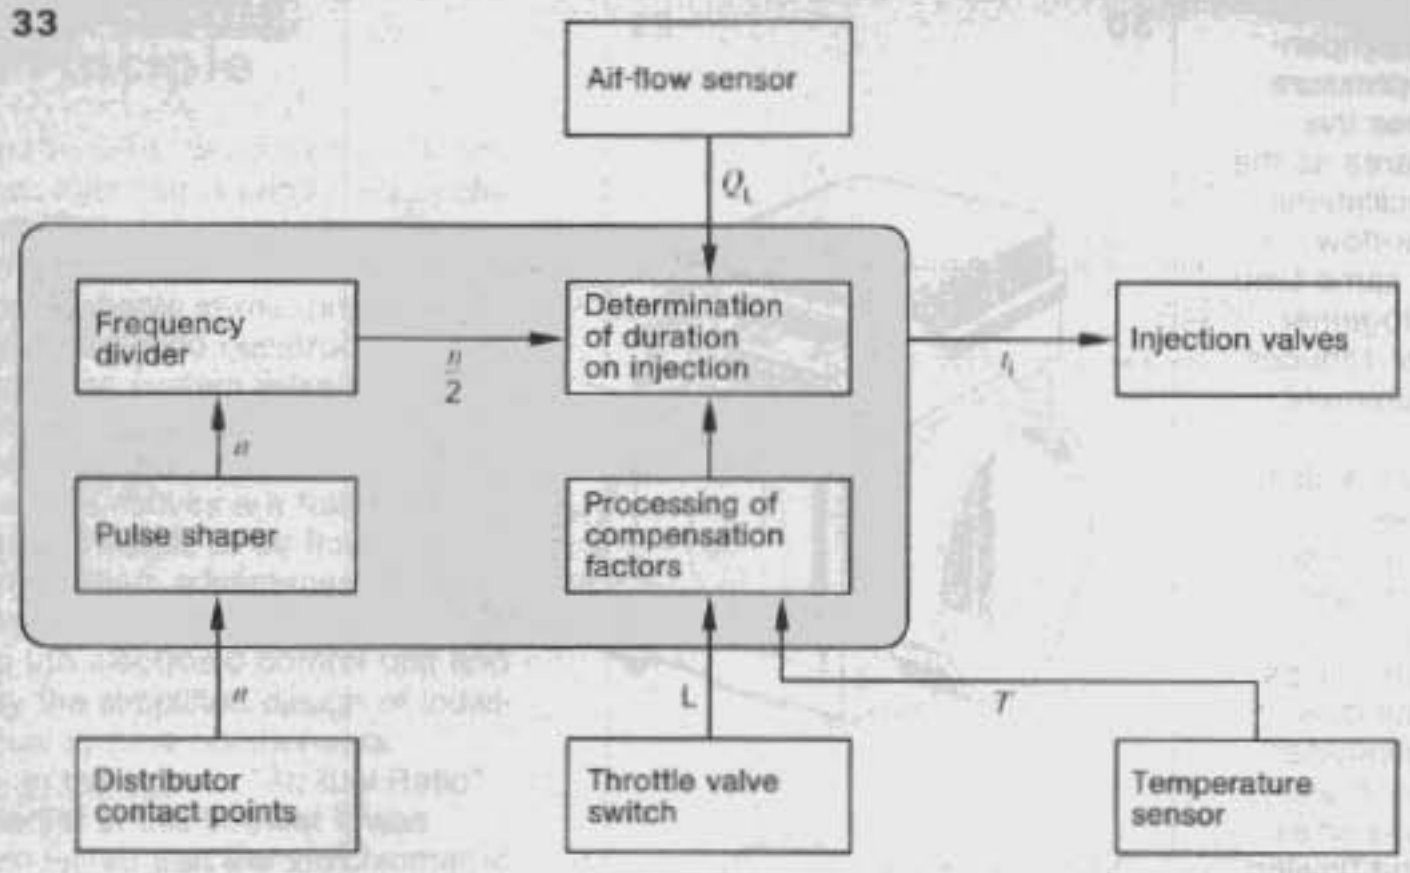 33
Aif-flow sensor
Q_L
Frequency
divider
n
2
Determination
of duration
on injection
t_i
Injection valves
n
Pulse shaper
Processing of
compensation
factors
n
L
T
Distributor
contact points
Throttle valve
switch
Temperature
sensor